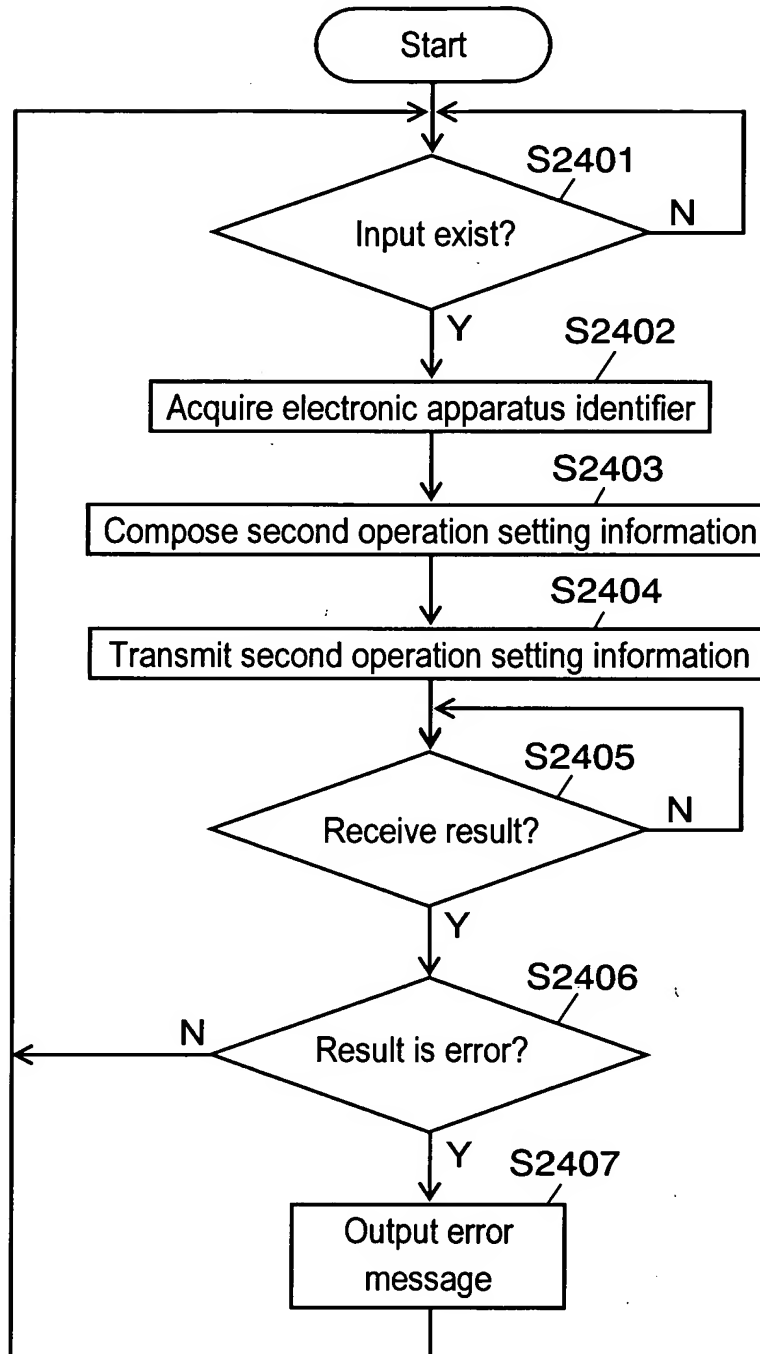 Start
S2401
Input exist?
N
Y
S2402
Acquire electronic apparatus identifier
S2403
Compose second operation setting information
S2404
Transmit second operation setting information
S2405
Receive result?
N
Y
S2406
N
Result is error?
Y
S2407
Output error
message